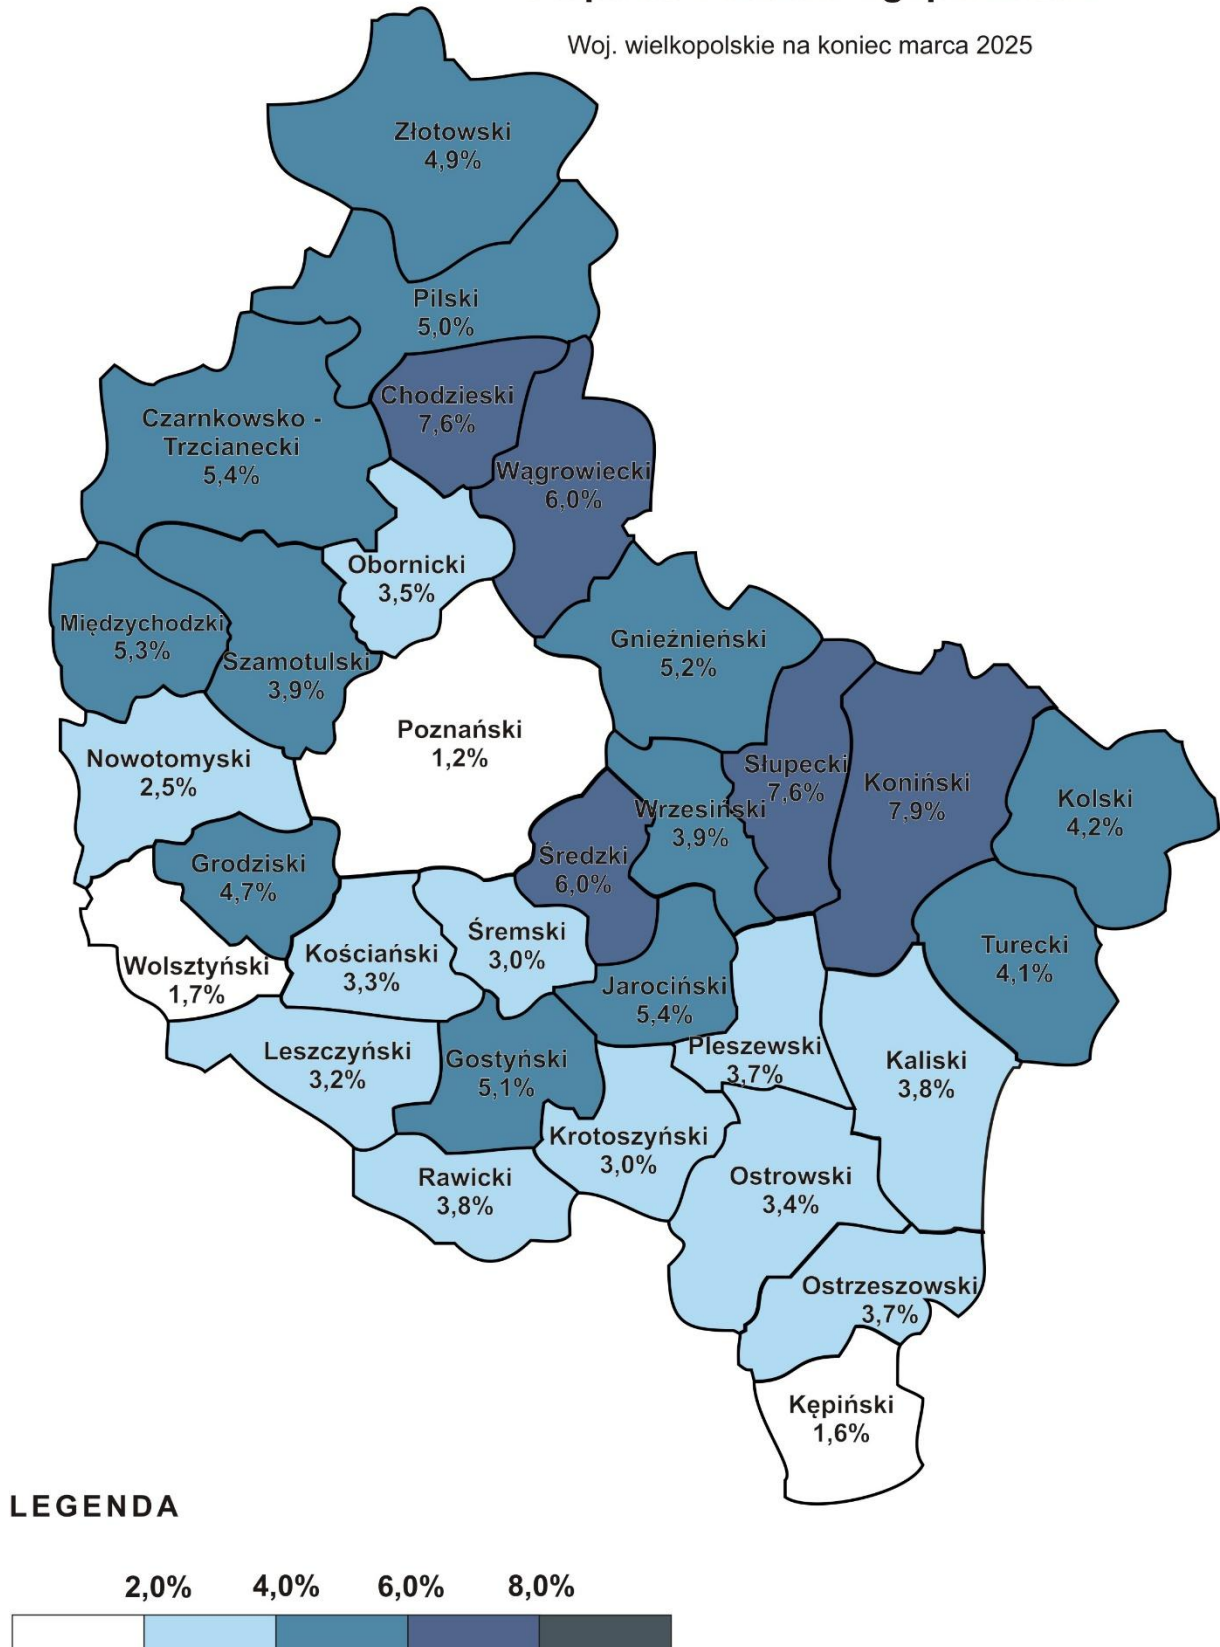 Woj. wielkopolskie na koniec marca 2025
Złotowski
4,9%
Pilski
5,0%
Chodzieski
7,6%
Czarnkowsko -
Trzcianecki
5,4%
Wągrowiecki
6,0%
Obornicki
3,5%
Międzychodzki
5,3%
Szamotulski
3,9%
Gnieźnieński
5,2%
Poznański
1,2%
Nowotomyski
2,5%
Słupecki
7,6%
Koniński
7,9%
Kolski
4,2%
Wrzesiński
3,9%
Średzki
6,0%
Grodziski
4,7%
Śremski
3,0%
Kościański
3,3%
Turecki
4,1%
Wolsztyński
1,7%
Jarociński
5,4%
Leszczyński
3,2%
Gostyński
5,1%
Pleszewski
3,7%
Kaliski
3,8%
Krotoszyński
3,0%
Rawicki
3,8%
Ostrowski
3,4%
Ostrzeszowski
3,7%
Kępiński
1,6%
LEGENDA
2,0% 4,0% 6,0% 8,0%